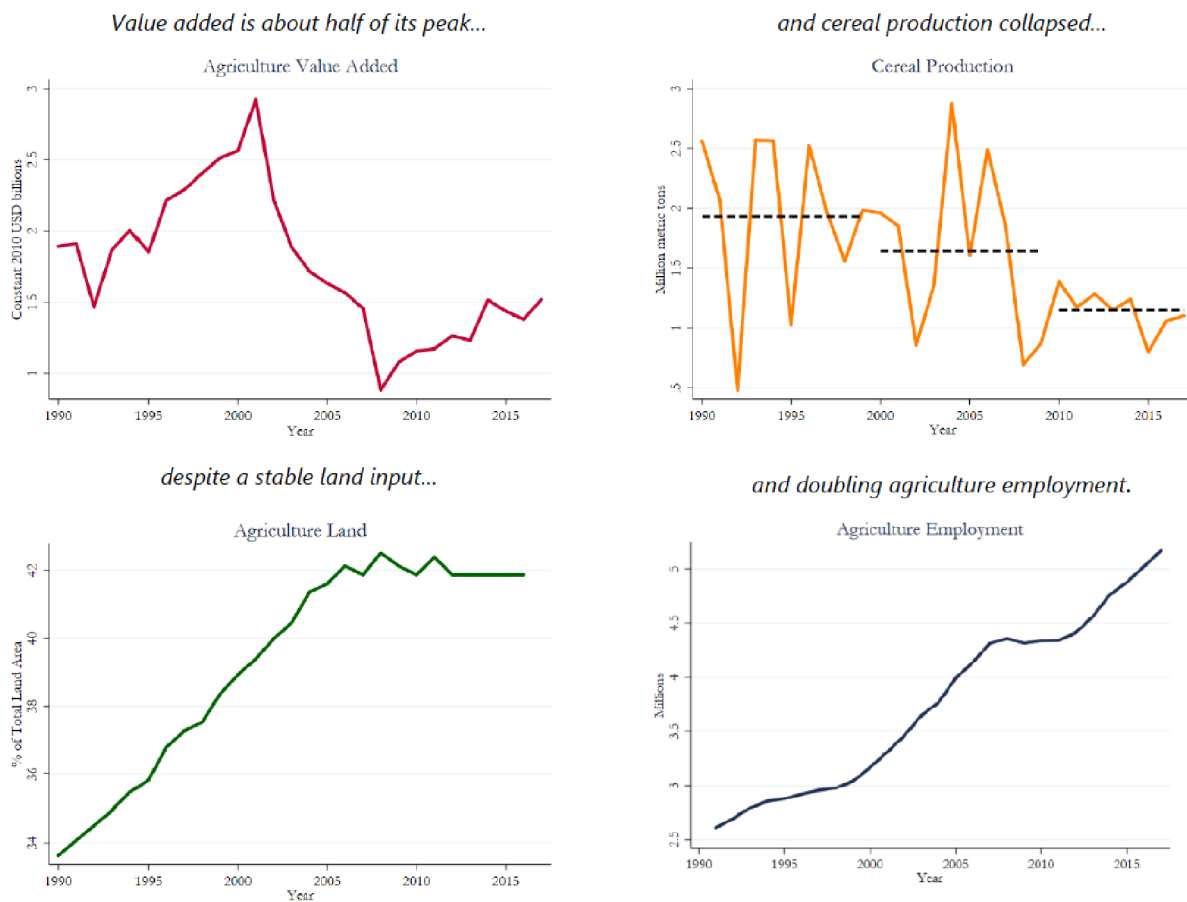 Value added is about half of its peak...
and cereal production collapsed...
Agriculture Value Added
Constant 2010 USD billions
3
2.5
2
1.5
1
1990
1995
2000
2005
2010
2015
Year
Cereal Production
Million metric tons
3
2.5
2
1.5
1
.5
1990
1995
2000
2005
2010
2015
Year
despite a stable land input...
and doubling agriculture employment.
Agriculture Land
% of Total Land Area
42
40
38
36
34
1990
1995
2000
2005
2010
2015
Year
Agriculture Employment
Millions
5
4.5
4
3.5
3
2.5
1990
1995
2000
2005
2010
2015
Year